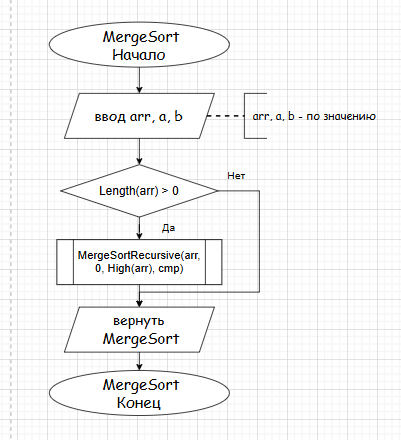 MergeSort
Начало
ввод arr, a, b
arr, a, b - по значению
Length(arr) > 0
Нет
Да
MergeSortRecursive(arr,
0, High(arr), cmp)
вернуть
MergeSort
MergeSort
Конец